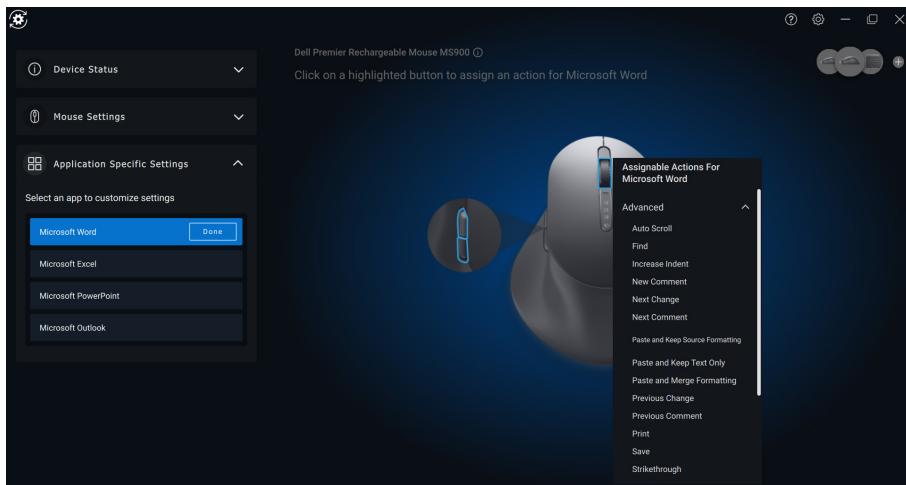 Dell Premier Rechargeable Mouse MS900
Click on a highlighted button to assign an action for Microsoft Word
Device Status
Mouse Settings
Application Specific Settings
Select an app to customize settings
Microsoft Word
Done
Microsoft Excel
Microsoft PowerPoint
Microsoft Outlook
Assignable Actions For
Microsoft Word
Advanced
Auto Scroll
Find
Increase Indent
New Comment
Next Change
Next Comment
Paste and Keep Source Formatting
Paste and Keep Text Only
Paste and Merge Formatting
Previous Change
Previous Comment
Print
Save
Strikethrough